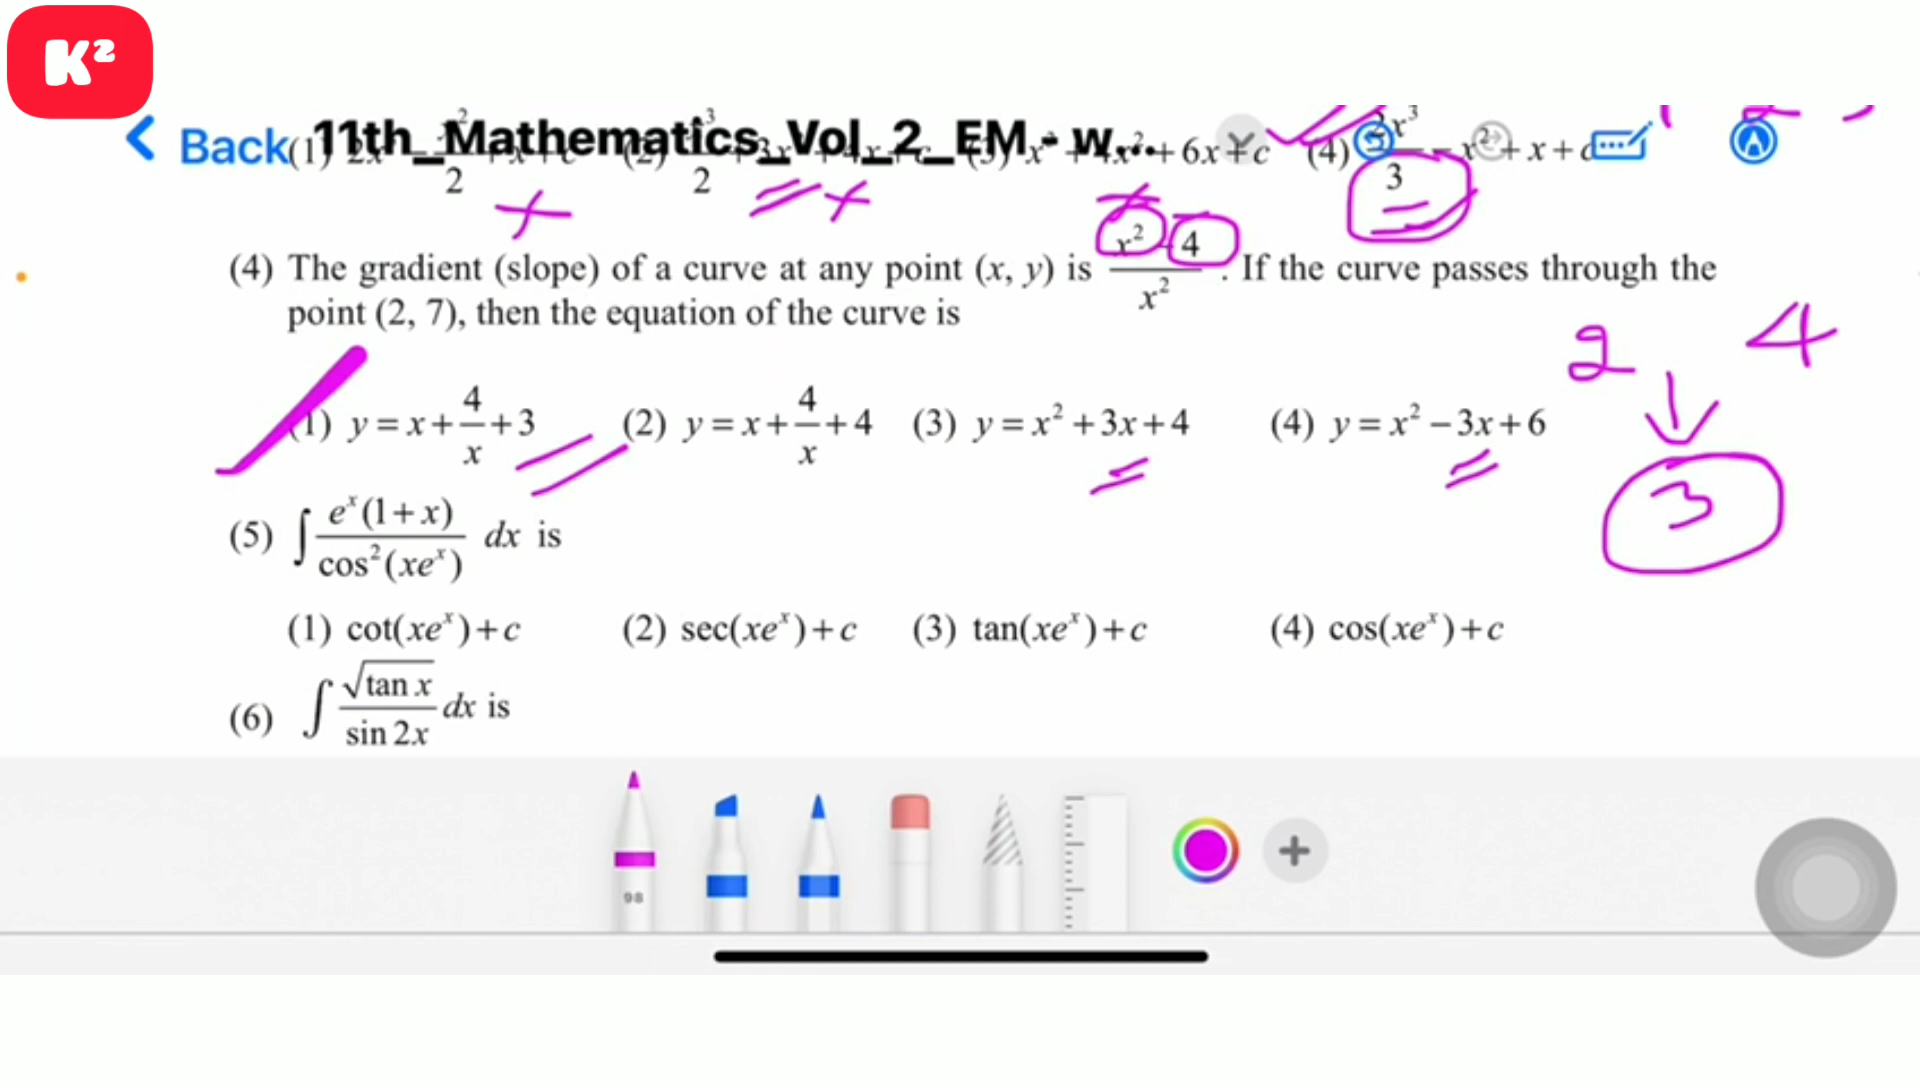 K²
Back 11th_Mathematics_Vol_2_EM - w...
(4) The gradient (slope) of a curve at any point (x, y) is (x² - 4)/x² . If the curve passes through the
point (2, 7), then the equation of the curve is
2 4
(1) y = x + 4/x + 3 (2) y = x + 4/x + 4 (3) y = x² + 3x + 4 (4) y = x² − 3x + 6
3
(5) ∫ eˣ(1+x)/cos²(xeˣ) dx is
(1) cot(xeˣ)+c (2) sec(xeˣ)+c (3) tan(xeˣ)+c (4) cos(xeˣ)+c
(6) ∫ √tan x/sin 2x dx is
98